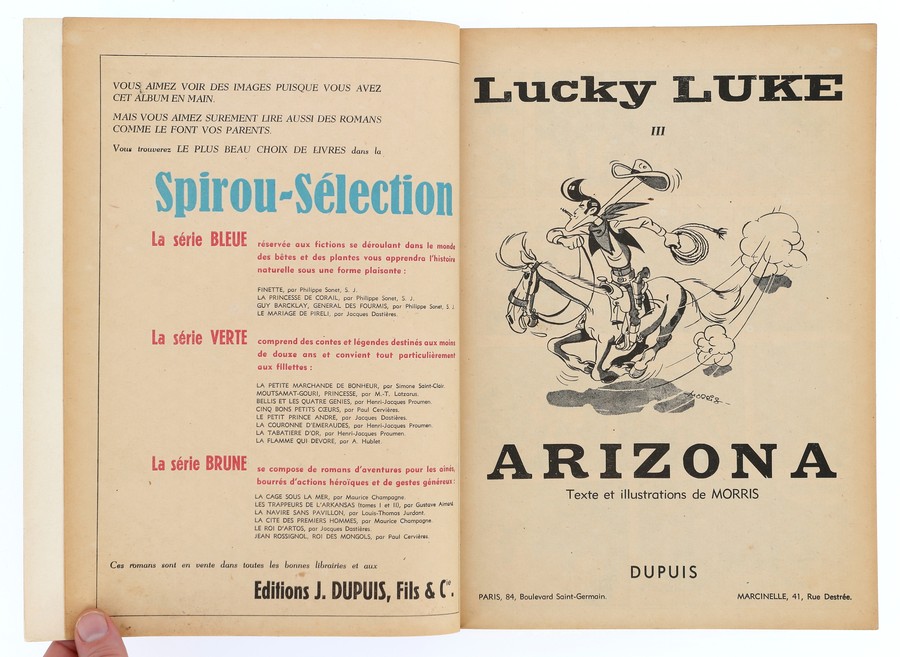 VOUS AIMEZ VOIR DES IMAGES PUISQUE VOUS AVEZ
CET ALBUM EN MAIN.
MAIS VOUS AIMEZ SUREMENT LIRE AUSSI DES ROMANS
COMME LE FONT VOS PARENTS.
Vous trouverez LE PLUS BEAU CHOIX DE LIVRES dans la
Spirou-Sélection
La série BLEUE réservée aux fictions se déroulant dans le monde
des bêtes et des plantes vous apprendra l'histoire
naturelle sous une forme plaisante :
FINETTE, par Philippe Sonet, S. J.
LA PRINCESSE DE CORAIL, par Philippe Sonet, S. J.
GUY BARCKLAY, GENERAL DES FOURMIS, par Philippe Sonet, S. J.
LE MARIAGE DE PIRELI, par Jacques Dastières.
La série VERTE comprend des contes et légendes destinés aux moins
de douze ans et convient tout particulièrement
aux fillettes :
LA PETITE MARCHANDE DE BONHEUR, par Simone Saint-Clair.
MOUTSAMAT-GOURI, PRINCESSE, par M.-T. Latzarus.
BELLIS ET LES QUATRE GENIES, par Henri-Jacques Proumen.
CINQ BONS PETITS CŒURS, par Paul Cervières.
LE PETIT PRINCE ANDRE, par Jacques Dastières.
LA COURONNE D'EMERAUDES, par Henri-Jacques Proumen.
LA TABATIERE D'OR, par Henri-Jacques Proumen.
LA FLAMME QUI DEVORE, par A. Hublet.
La série BRUNE se compose de romans d'aventures pour les aînés,
bourrés d'actions héroïques et de gestes généreux :
LA CAGE SOUS LA MER, par Maurice Champagne.
LES TRAPPEURS DE L'ARKANSAS (tomes I et II), par Gustave Aimard
LA NAVIRE SANS PAVILLON, par Louis-Thomas Jurdant.
LA CITE DES PREMIERS HOMMES, par Maurice Champagne.
LE ROI D'ARTOS, par Jacques Dastières.
JEAN ROSSIGNOL, ROI DES MONGOLS, par Paul Cervières.
Ces romans sont en vente dans toutes les bonnes librairies et aux
Editions J. DUPUIS, Fils & Cie.
Lucky LUKE
III
MORRIS
ARIZONA
Texte et illustrations de MORRIS
DUPUIS
PARIS, 84, Boulevard Saint-Germain.
MARCINELLE, 41, Rue Destrée.